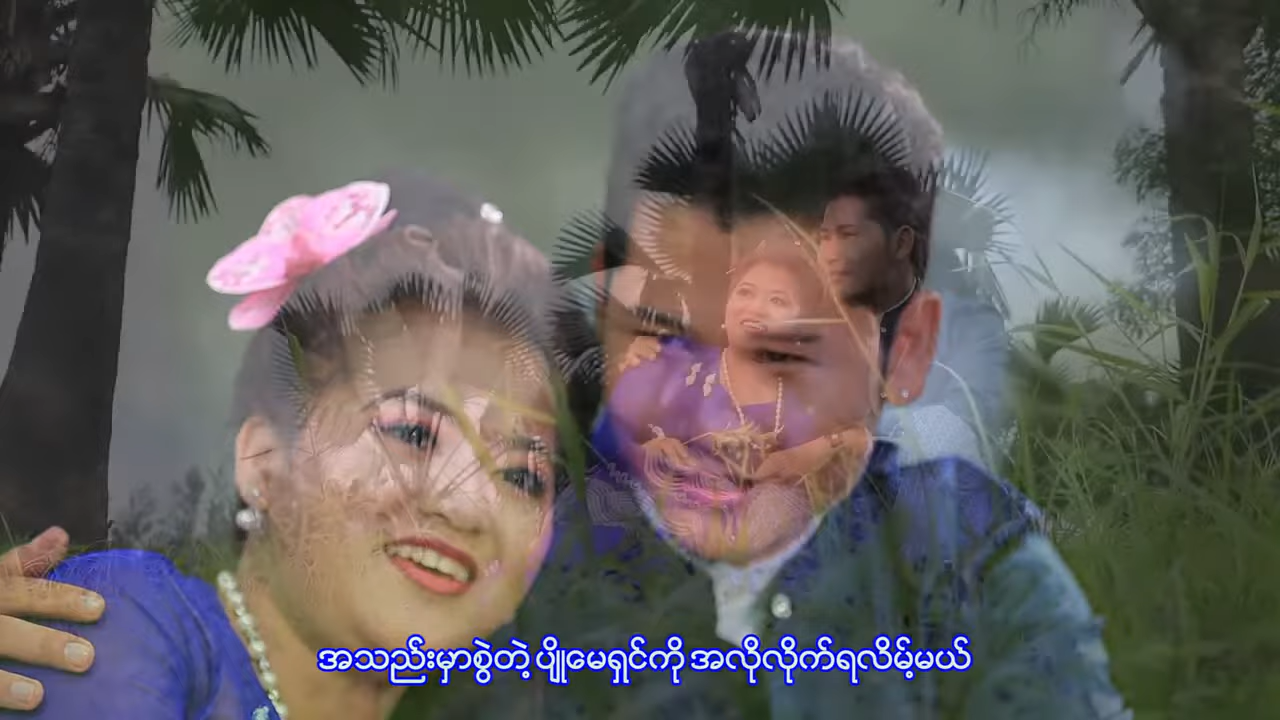 အသည်းမှာစွဲတဲ့ ပျိုမေရှင်ကို အလိုလိုက်ရလိမ့်မယ်